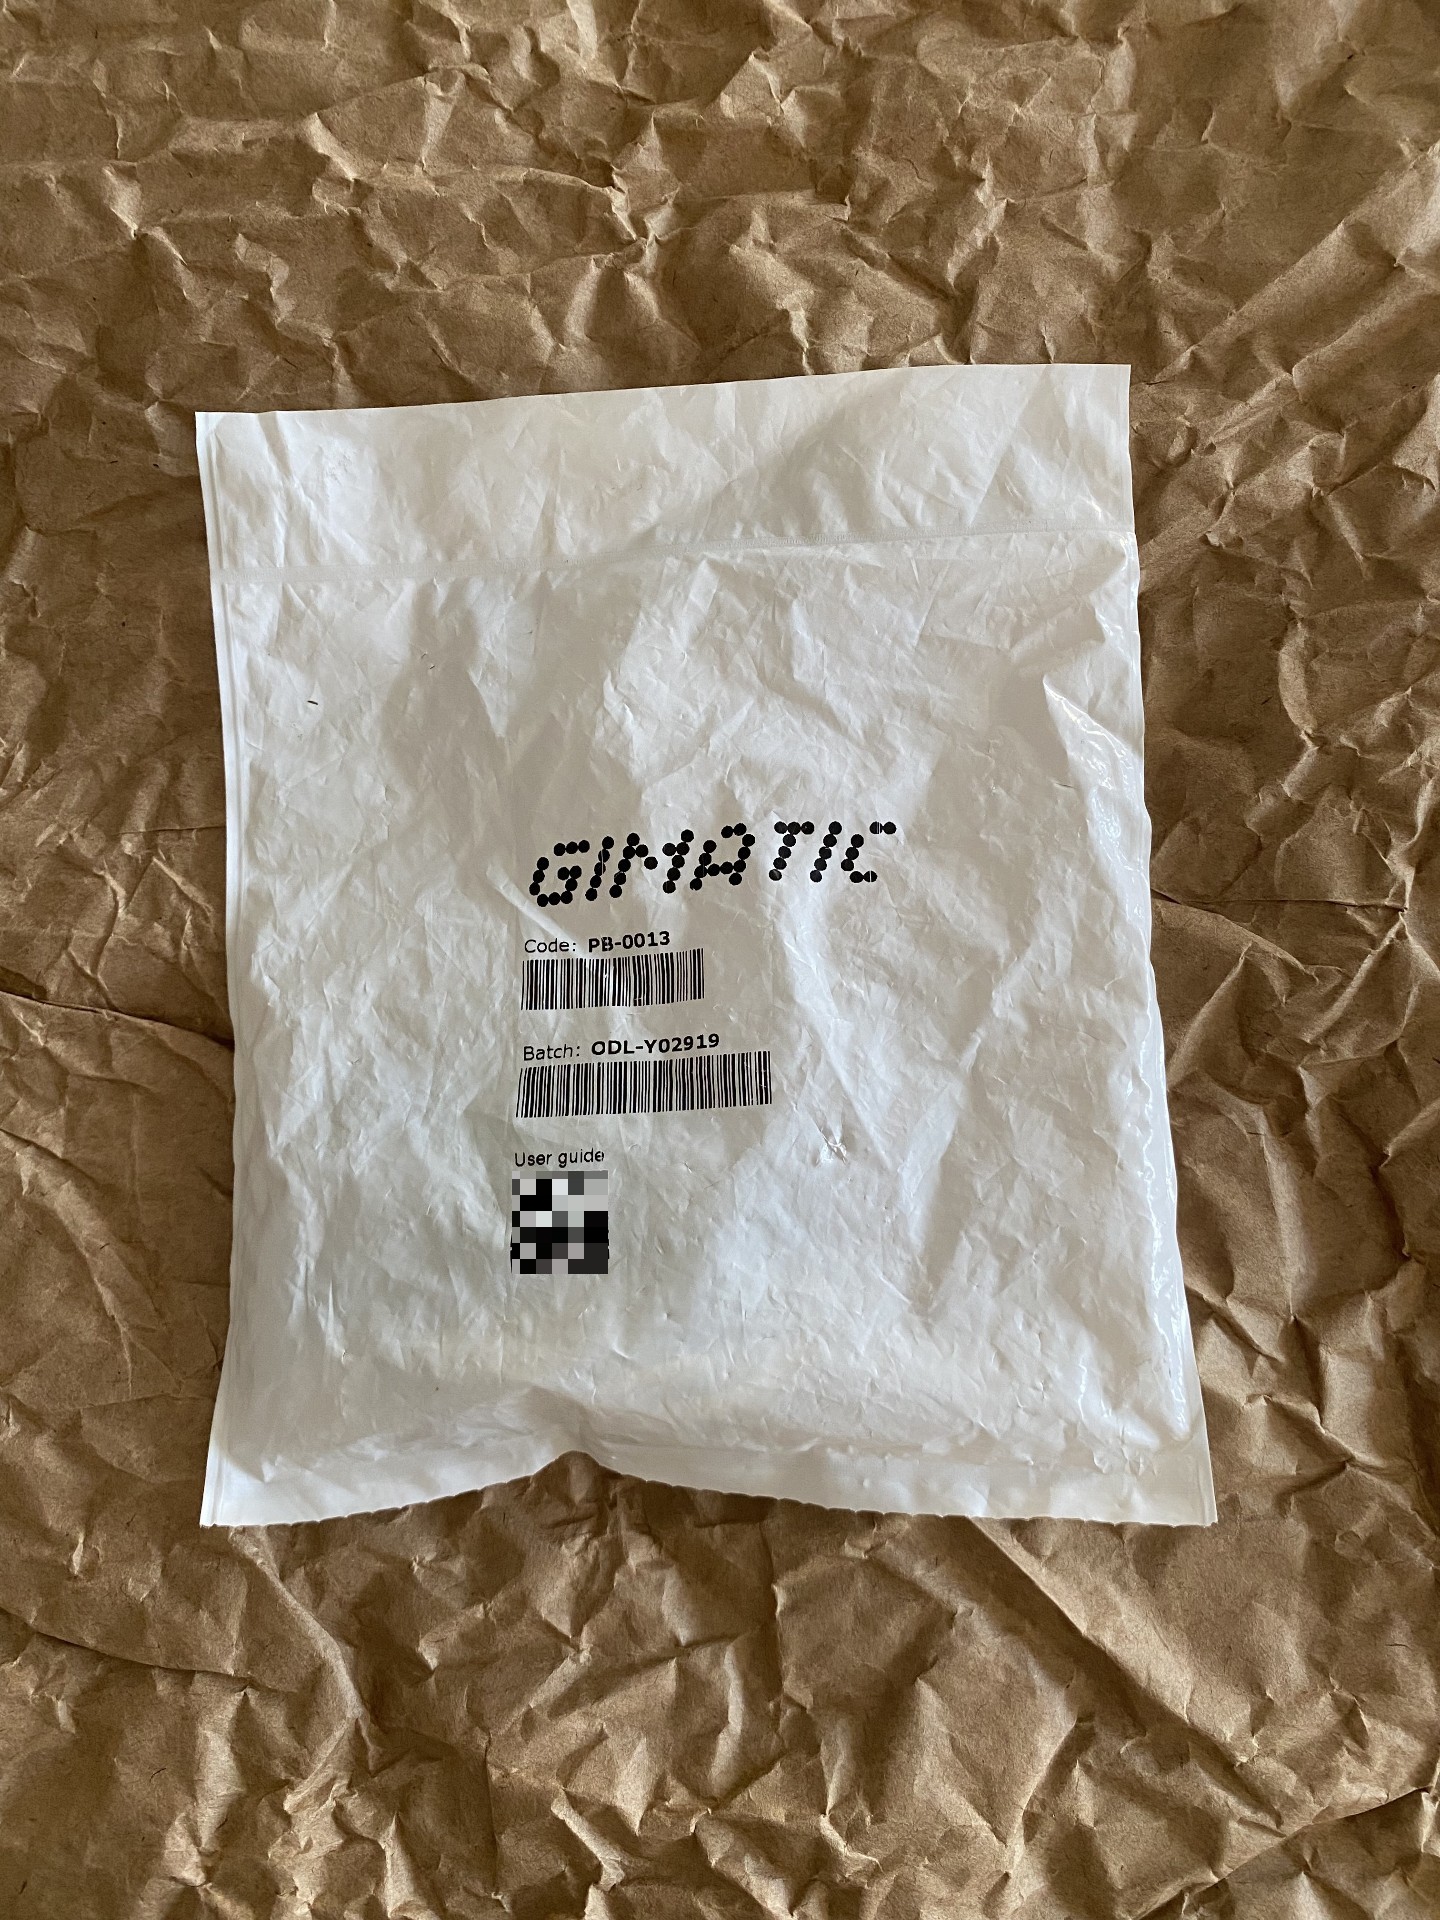 GIMATIC
Code: PB-0013
Batch: ODL-Y02919
User guide